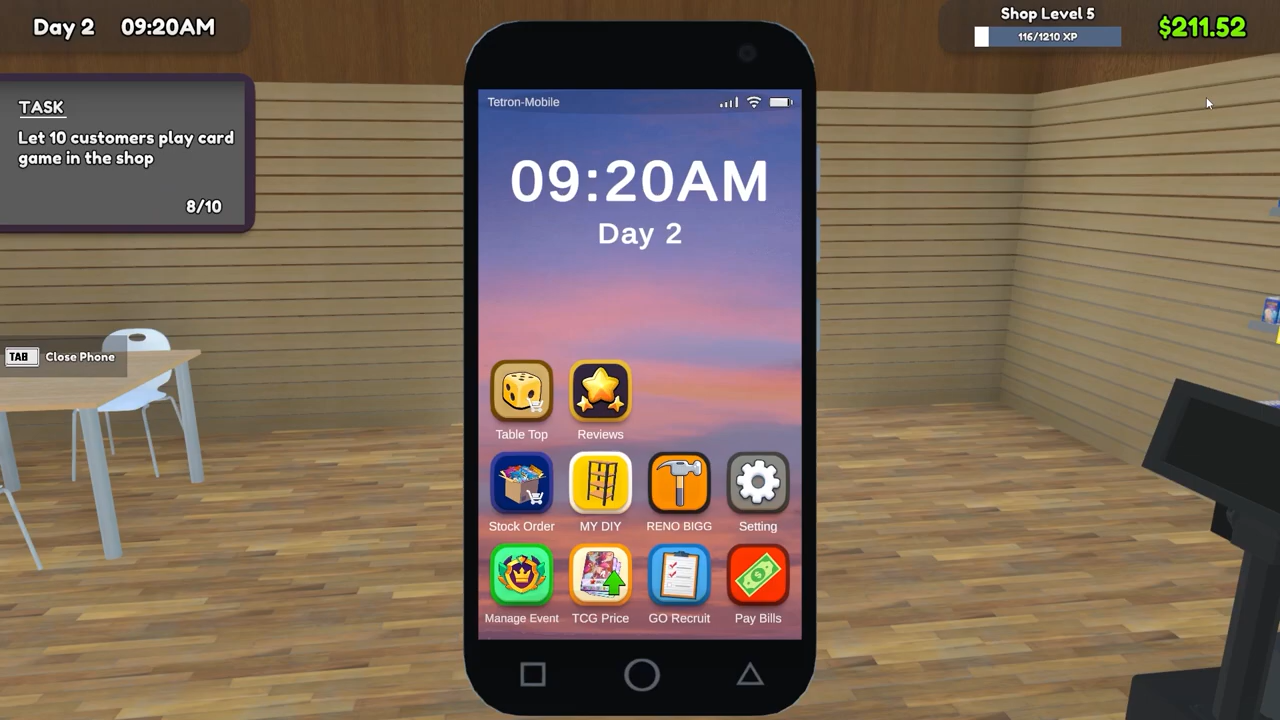 Day 2 09:20AM
Shop Level 5
116/1210 XP
$211.52
TASK
Let 10 customers play card
game in the shop
8/10
TAB Close Phone
Tetron-Mobile
09:20AM
Day 2
Table Top Reviews
Stock Order MY DIY RENO BIGG Setting
Manage Event TCG Price GO Recruit Pay Bills